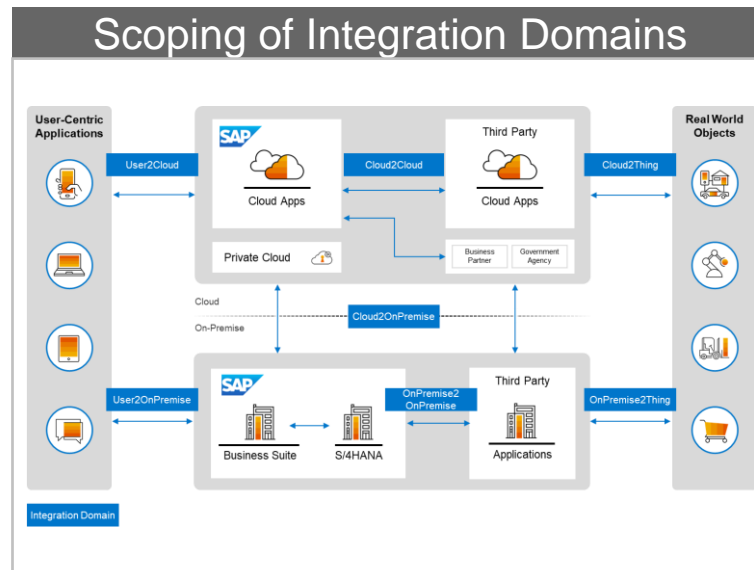 Scoping of Integration Domains
User-Centric
Applications
User2Cloud
SAP
Cloud Apps
Cloud2Cloud
Third Party
Cloud Apps
Cloud2Thing
Real World
Objects
Private Cloud
Business
Partner
Government
Agency
Cloud
Cloud2OnPremise
On-Premise
User2OnPremise
SAP
Business Suite
S/4HANA
OnPremise2
OnPremise
Third Party
Applications
OnPremise2Thing
Integration Domain